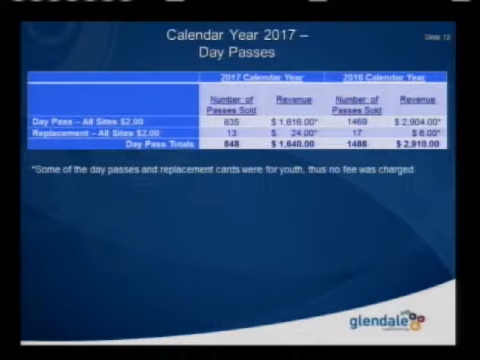 Calendar Year 2017 –
Day Passes
Slide 12
2017 Calendar Year 2016 Calendar Year
Number of Passes Sold Revenue Number of Passes Sold Revenue
Day Pass – All Sites $2.00 835 $ 1,616.00* 1469 $ 2,904.00*
Replacement – All Sites $2.00 13 $ 24.00* 17 $ 6.00*
Day Pass Totals 848 $ 1,640.00 1486 $ 2,910.00
*Some of the day passes and replacement cards were for youth, thus no fee was charged
glendale